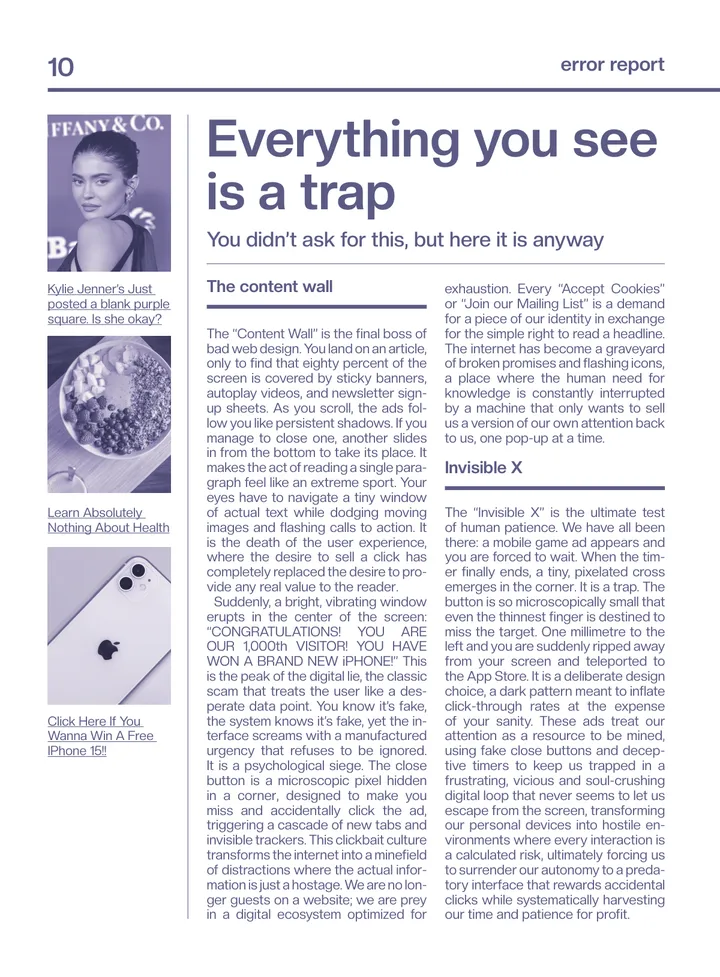 10
error report
TIFFANY & CO.
Kylie Jenner's Just
posted a blank purple
square. Is she okay?
Learn Absolutely
Nothing About Health
Click Here If You
Wanna Win A Free
IPhone 15!!
Everything you see
is a trap
You didn't ask for this, but here it is anyway
The content wall
The “Content Wall” is the final boss of
bad web design. You land on an article,
only to find that eighty percent of the
screen is covered by sticky banners,
autoplay videos, and newsletter sign-
up sheets. As you scroll, the ads fol-
low you like persistent shadows. If you
manage to close one, another slides
in from the bottom to take its place. It
makes the act of reading a single para-
graph feel like an extreme sport. Your
eyes have to navigate a tiny window
of actual text while dodging moving
images and flashing calls to action. It
is the death of the user experience,
where the desire to sell a click has
completely replaced the desire to pro-
vide any real value to the reader.
Suddenly, a bright, vibrating window
erupts in the center of the screen:
“CONGRATULATIONS! YOU ARE
OUR 1,000th VISITOR! YOU HAVE
WON A BRAND NEW iPHONE!” This
is the peak of the digital lie, the classic
scam that treats the user like a des-
perate data point. You know it's fake,
the system knows it's fake, yet the in-
terface screams with a manufactured
urgency that refuses to be ignored.
It is a psychological siege. The close
button is a microscopic pixel hidden
in a corner, designed to make you
miss and accidentally click the ad,
triggering a cascade of new tabs and
invisible trackers. This clickbait culture
transforms the internet into a minefield
of distractions where the actual infor-
mation is just a hostage. We are no lon-
ger guests on a website; we are prey
in a digital ecosystem optimized for
exhaustion. Every “Accept Cookies”
or “Join our Mailing List” is a demand
for a piece of our identity in exchange
for the simple right to read a headline.
The internet has become a graveyard
of broken promises and flashing icons,
a place where the human need for
knowledge is constantly interrupted
by a machine that only wants to sell
us a version of our own attention back
to us, one pop-up at a time.
Invisible X
The “Invisible X” is the ultimate test
of human patience. We have all been
there: a mobile game ad appears and
you are forced to wait. When the tim-
er finally ends, a tiny, pixelated cross
emerges in the corner. It is a trap. The
button is so microscopically small that
even the thinnest finger is destined to
miss the target. One millimetre to the
left and you are suddenly ripped away
from your screen and teleported to
the App Store. It is a deliberate design
choice, a dark pattern meant to inflate
click-through rates at the expense
of your sanity. These ads treat our
attention as a resource to be mined,
using fake close buttons and decep-
tive timers to keep us trapped in a
frustrating, vicious and soul-crushing
digital loop that never seems to let us
escape from the screen, transforming
our personal devices into hostile en-
vironments where every interaction is
a calculated risk, ultimately forcing us
to surrender our autonomy to a preda-
tory interface that rewards accidental
clicks while systematically harvesting
our time and patience for profit.